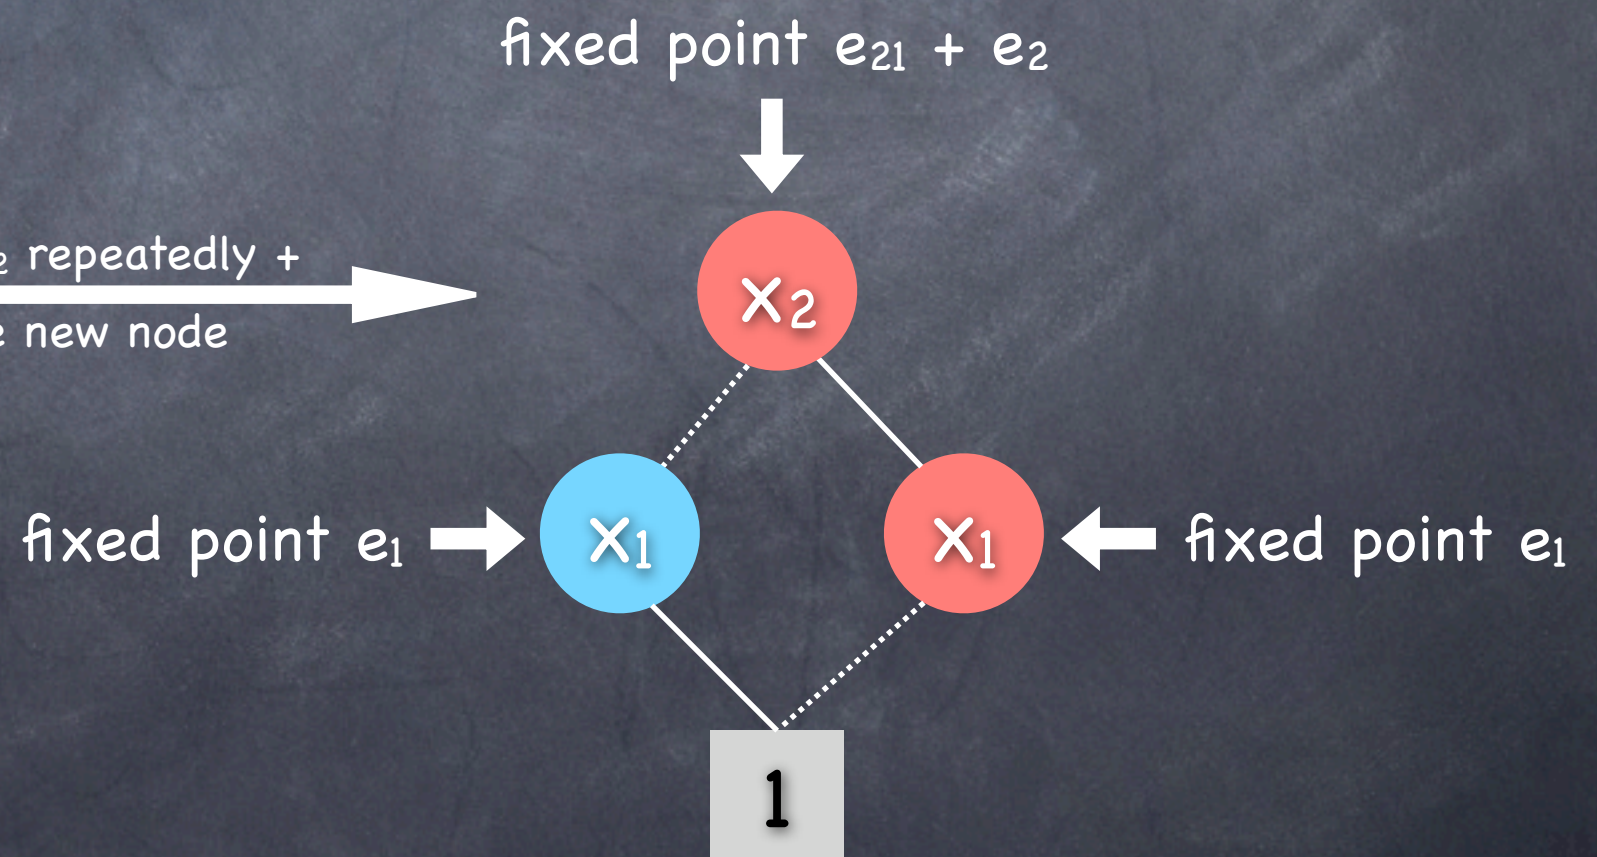 fixed point e₂₁ + e₂
repeatedly +
new node
x₂
fixed point e₁
x₁
x₁
fixed point e₁
1